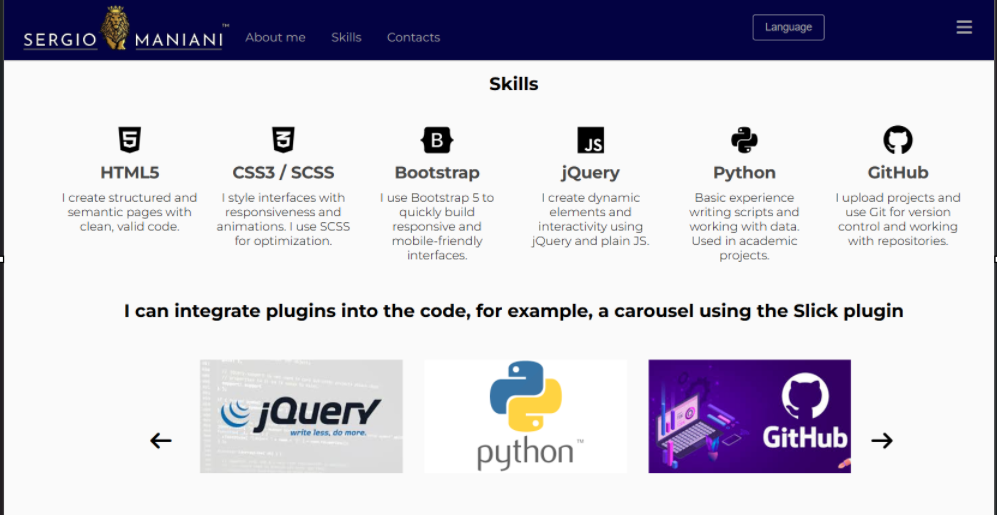 SERGIO MANIANI ™
About me Skills Contacts
Language
Skills
HTML5
I create structured and
semantic pages with
clean, valid code.
CSS3 / SCSS
I style interfaces with
responsiveness and
animations. I use SCSS
for optimization.
B
Bootstrap
I use Bootstrap 5 to
quickly build
responsive and
mobile-friendly
interfaces.
JS
jQuery
I create dynamic
elements and
interactivity using
jQuery and plain JS.
Python
Basic experience
writing scripts and
working with data.
Used in academic
projects.
GitHub
I upload projects and
use Git for version
control and working
with repositories.
I can integrate plugins into the code, for example, a carousel using the Slick plugin
jQuery
write less, do more.
python™
GitHub